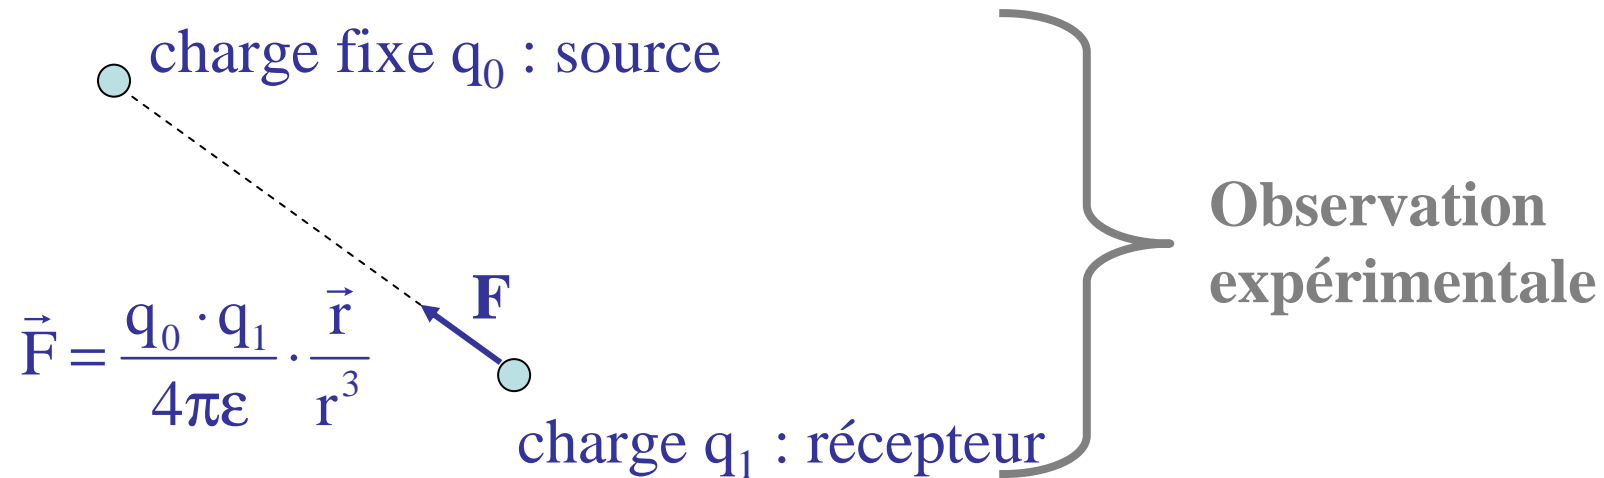 charge fixe q₀ : source
Observation
expérimentale
F
F⃗ = (q₀ · q₁)/(4πε) · r⃗/r³
charge q₁ : récepteur